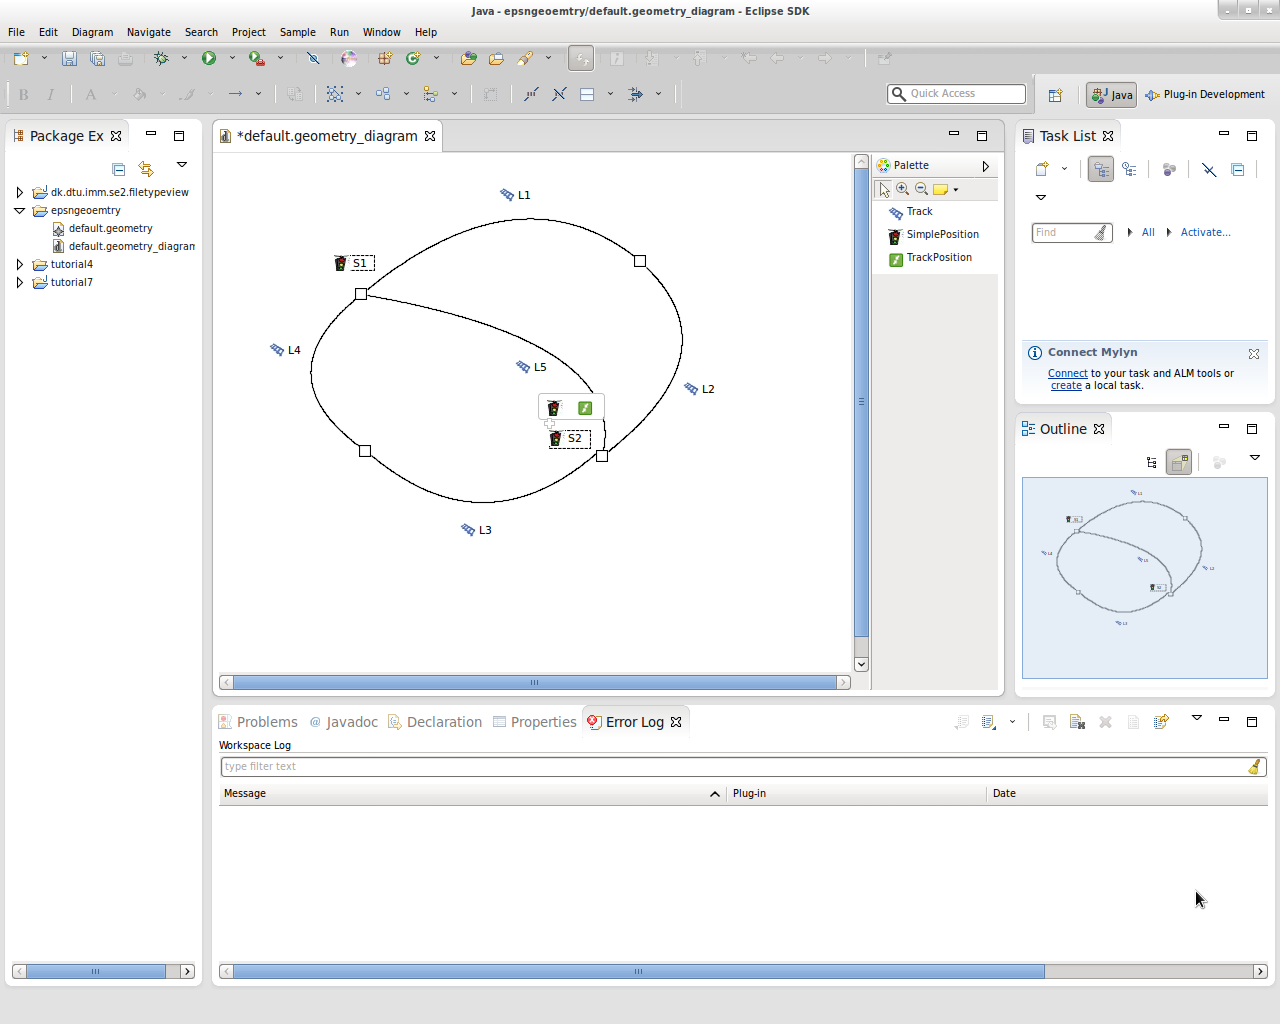 Java - epsngeoemtry/default.geometry_diagram - Eclipse SDK
File Edit Diagram Navigate Search Project Sample Run Window Help
B I A
Quick Access
Java
Plug-in Development
Package Ex
dk.dtu.imm.se2.filetypeview
epsngeoemtry
default.geometry
default.geometry_diagram
tutorial4
tutorial7
*default.geometry_diagram
L1
S1
L4
L5
L2
S2
L3
Palette
Track
SimplePosition
TrackPosition
Task List
Find
All
Activate...
Connect Mylyn
Connect to your task and ALM tools or
create a local task.
Outline
Problems @ Javadoc Declaration Properties Error Log
Workspace Log
type filter text
Message Plug-in Date